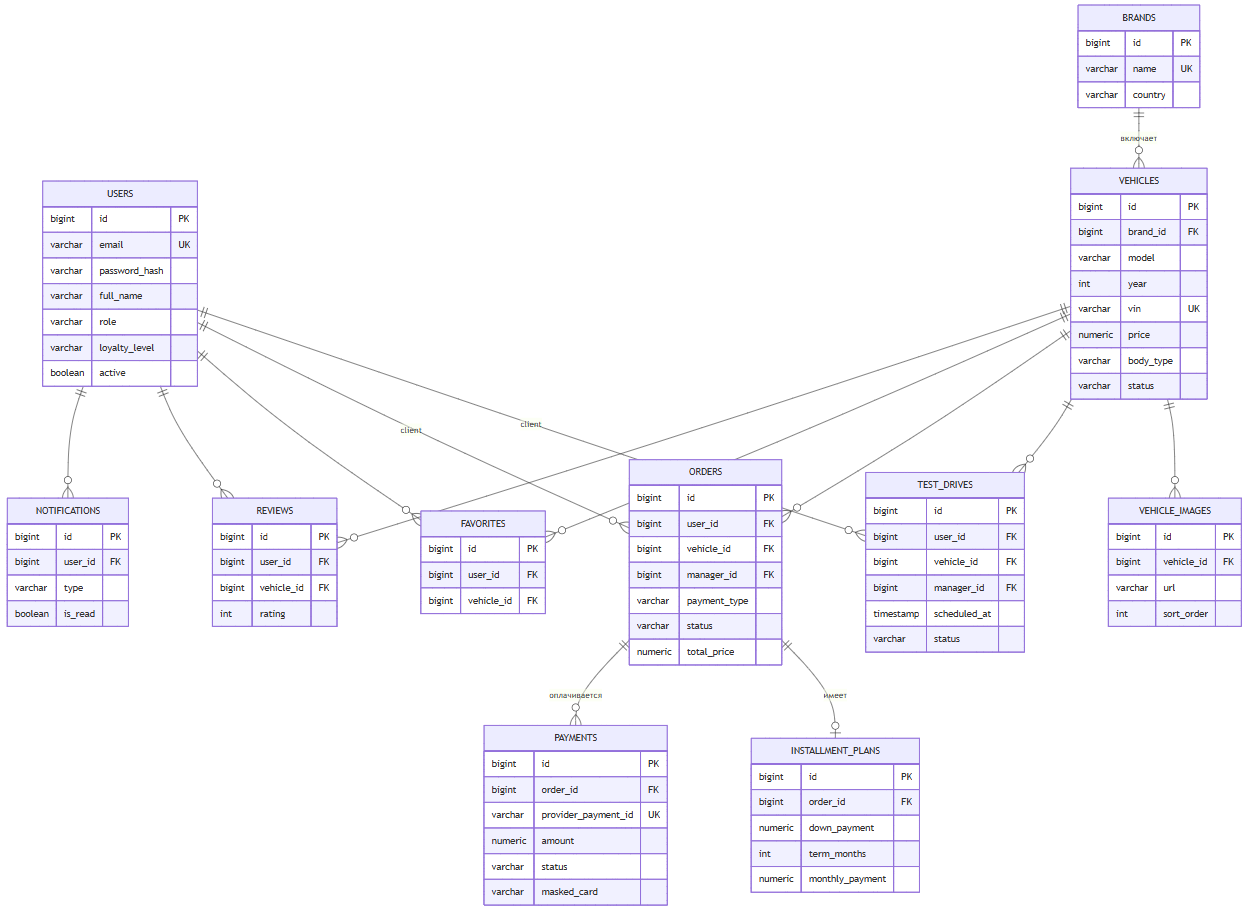 BRANDS
bigint id PK
varchar name UK
varchar country
включает
VEHICLES
bigint id PK
bigint brand_id FK
varchar model
int year
varchar vin UK
numeric price
varchar body_type
varchar status
USERS
bigint id PK
varchar email UK
varchar password_hash
varchar full_name
varchar role
varchar loyalty_level
boolean active
client
client
NOTIFICATIONS
bigint id PK
bigint user_id FK
varchar type
boolean is_read
REVIEWS
bigint id PK
bigint user_id FK
bigint vehicle_id FK
int rating
FAVORITES
bigint id PK
bigint user_id FK
bigint vehicle_id FK
ORDERS
bigint id PK
bigint user_id FK
bigint vehicle_id FK
bigint manager_id FK
varchar payment_type
varchar status
numeric total_price
TEST_DRIVES
bigint id PK
bigint user_id FK
bigint vehicle_id FK
bigint manager_id FK
timestamp scheduled_at
varchar status
VEHICLE_IMAGES
bigint id PK
bigint vehicle_id FK
varchar url
int sort_order
оплачивается
имеет
PAYMENTS
bigint id PK
bigint order_id FK
varchar provider_payment_id UK
numeric amount
varchar status
varchar masked_card
INSTALLMENT_PLANS
bigint id PK
bigint order_id FK
numeric down_payment
int term_months
numeric monthly_payment